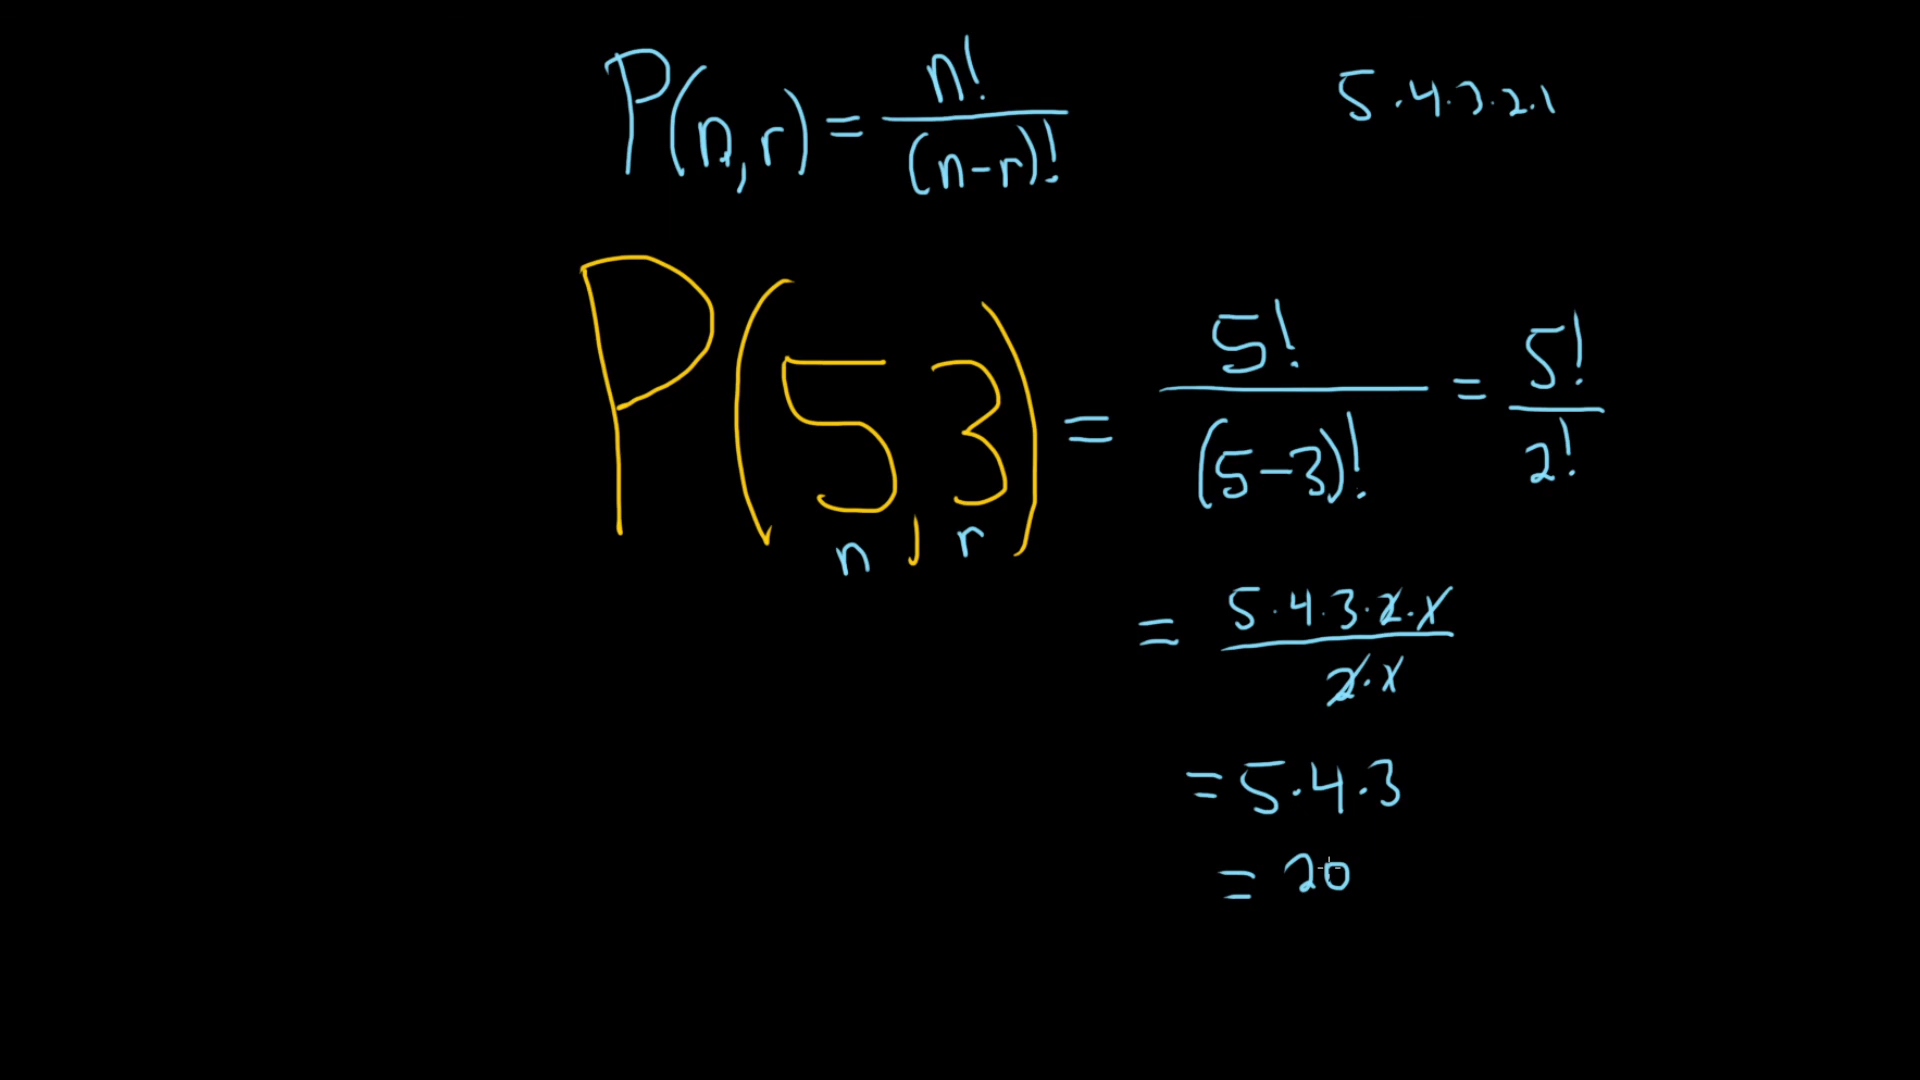 P(n,r) = n!/(n-r)!
5·4·3·2·1
P(5,3) = 5!/(5-3)! = 5!/2!
n r
= 5·4·3·2·1/2·1
= 5·4·3
= 20